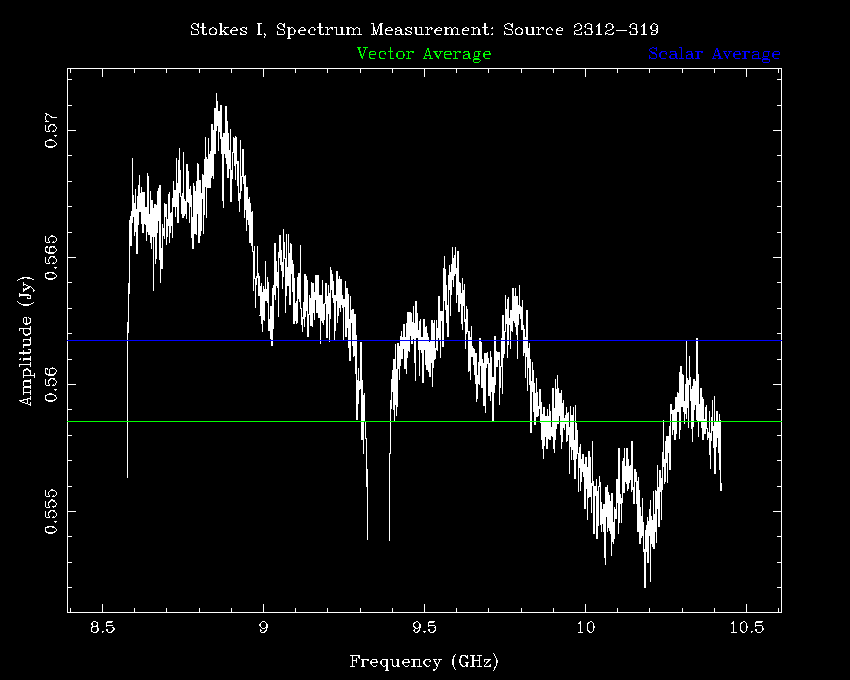 Stokes I, Spectrum Measurement: Source 2312−319
Vector Average Scalar Average
0.57
0.565
0.56
0.555
Amplitude (Jy)
8.5 9 9.5 10 10.5
Frequency (GHz)